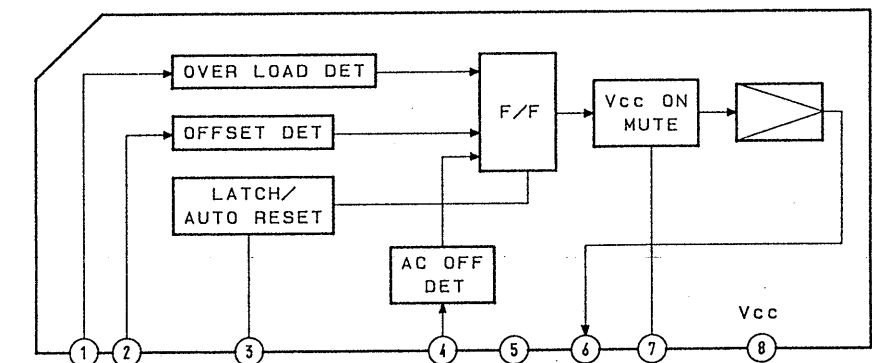 OVER LOAD DET
OFFSET DET
LATCH/
AUTO RESET
F/F
Vcc ON
MUTE
AC OFF
DET
Vcc
1 2 3 4 5 6 7 8